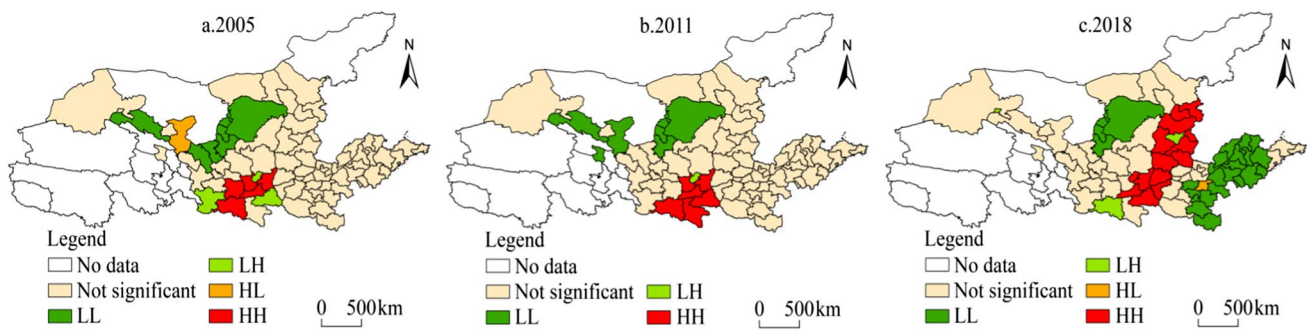 a.2005
N
Legend
No data
LH
Not significant
HL
LL
HH
0 500km
b.2011
N
Legend
No data
Not significant
LH
LL
HH
0 500km
c.2018
N
Legend
No data
LH
Not significant
HL
LL
HH
0 500km